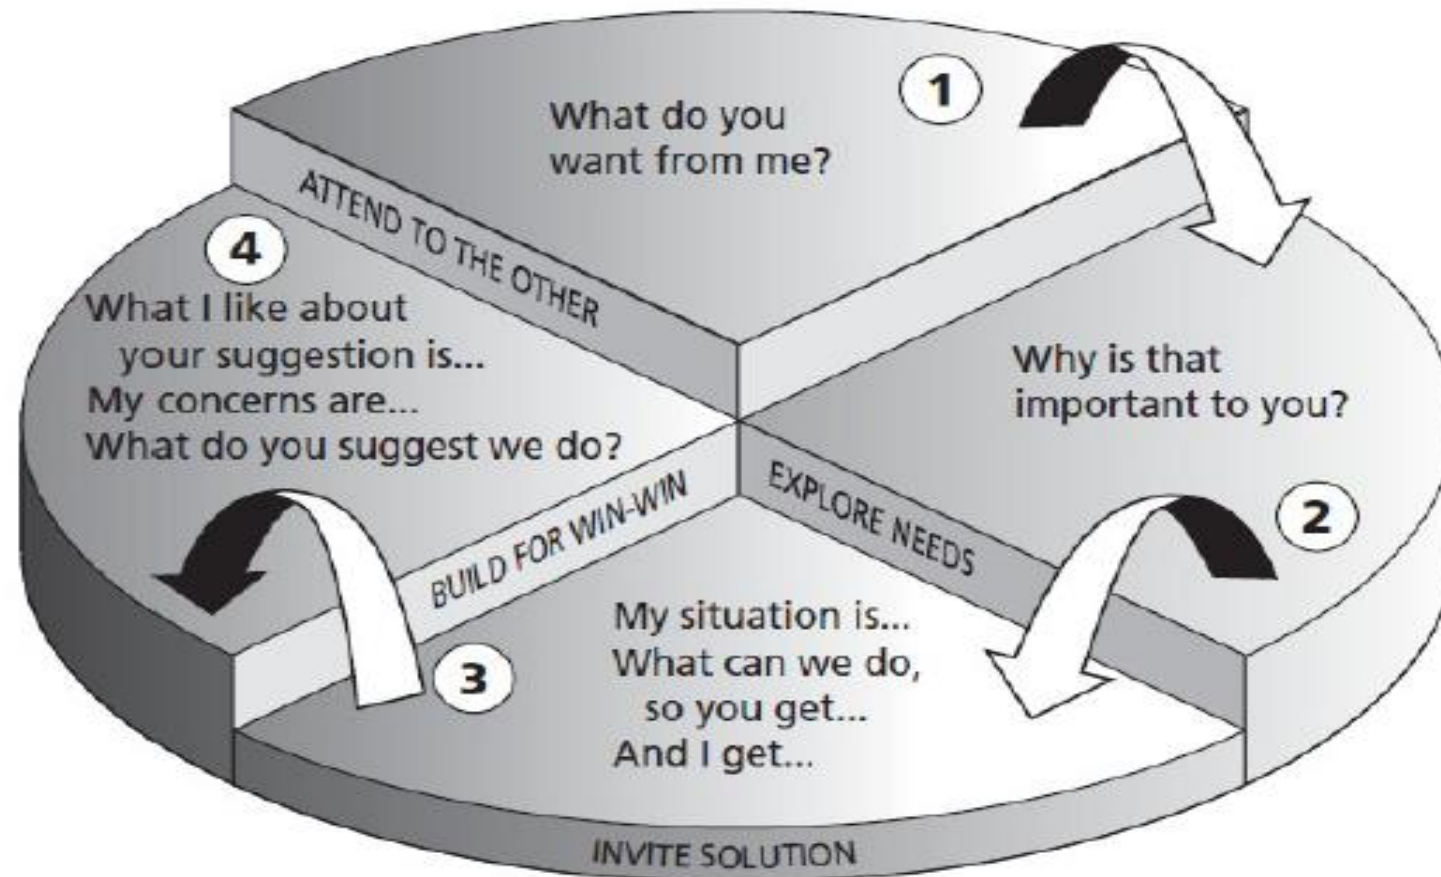 1
What do you
want from me?
ATTEND TO THE OTHER
2
Why is that
important to you?
EXPLORE NEEDS
3
My situation is...
What can we do,
so you get...
And I get...
INVITE SOLUTION
4
What I like about
your suggestion is...
My concerns are...
What do you suggest we do?
BUILD FOR WIN-WIN